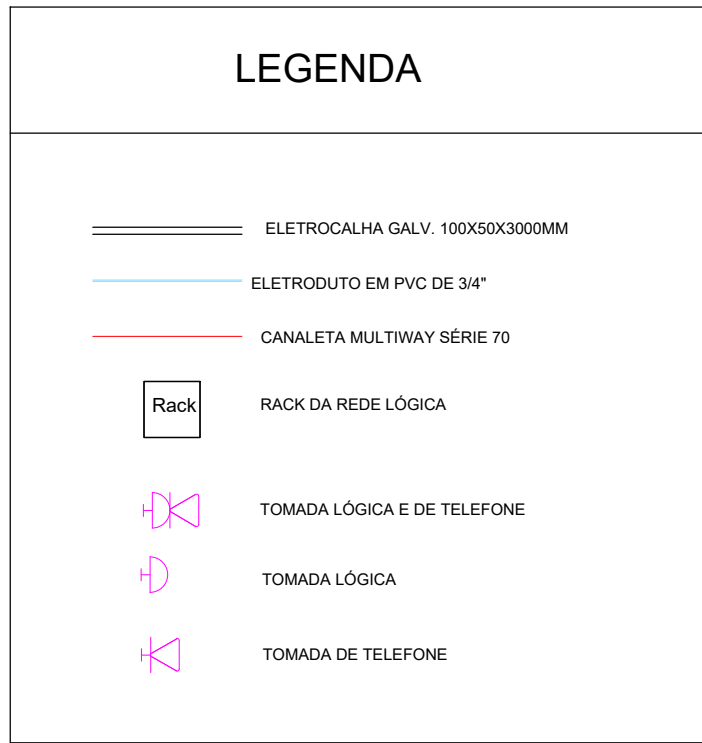 LEGENDA
ELETROCALHA GALV. 100X50X3000MM
ELETRODUTO EM PVC DE 3/4"
CANALETA MULTIWAY SÉRIE 70
Rack
RACK DA REDE LÓGICA
TOMADA LÓGICA E DE TELEFONE
TOMADA LÓGICA
TOMADA DE TELEFONE